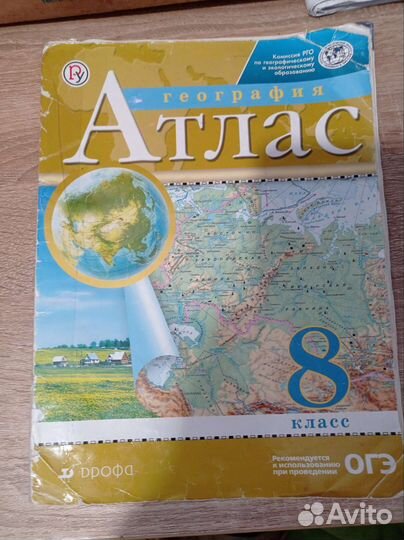 Комиссия РГО
по географическому
и экологическому
образованию
география
Атлас
8
класс
дрофа
Рекомендуется
к использованию
при проведении
ОГЭ
Avito